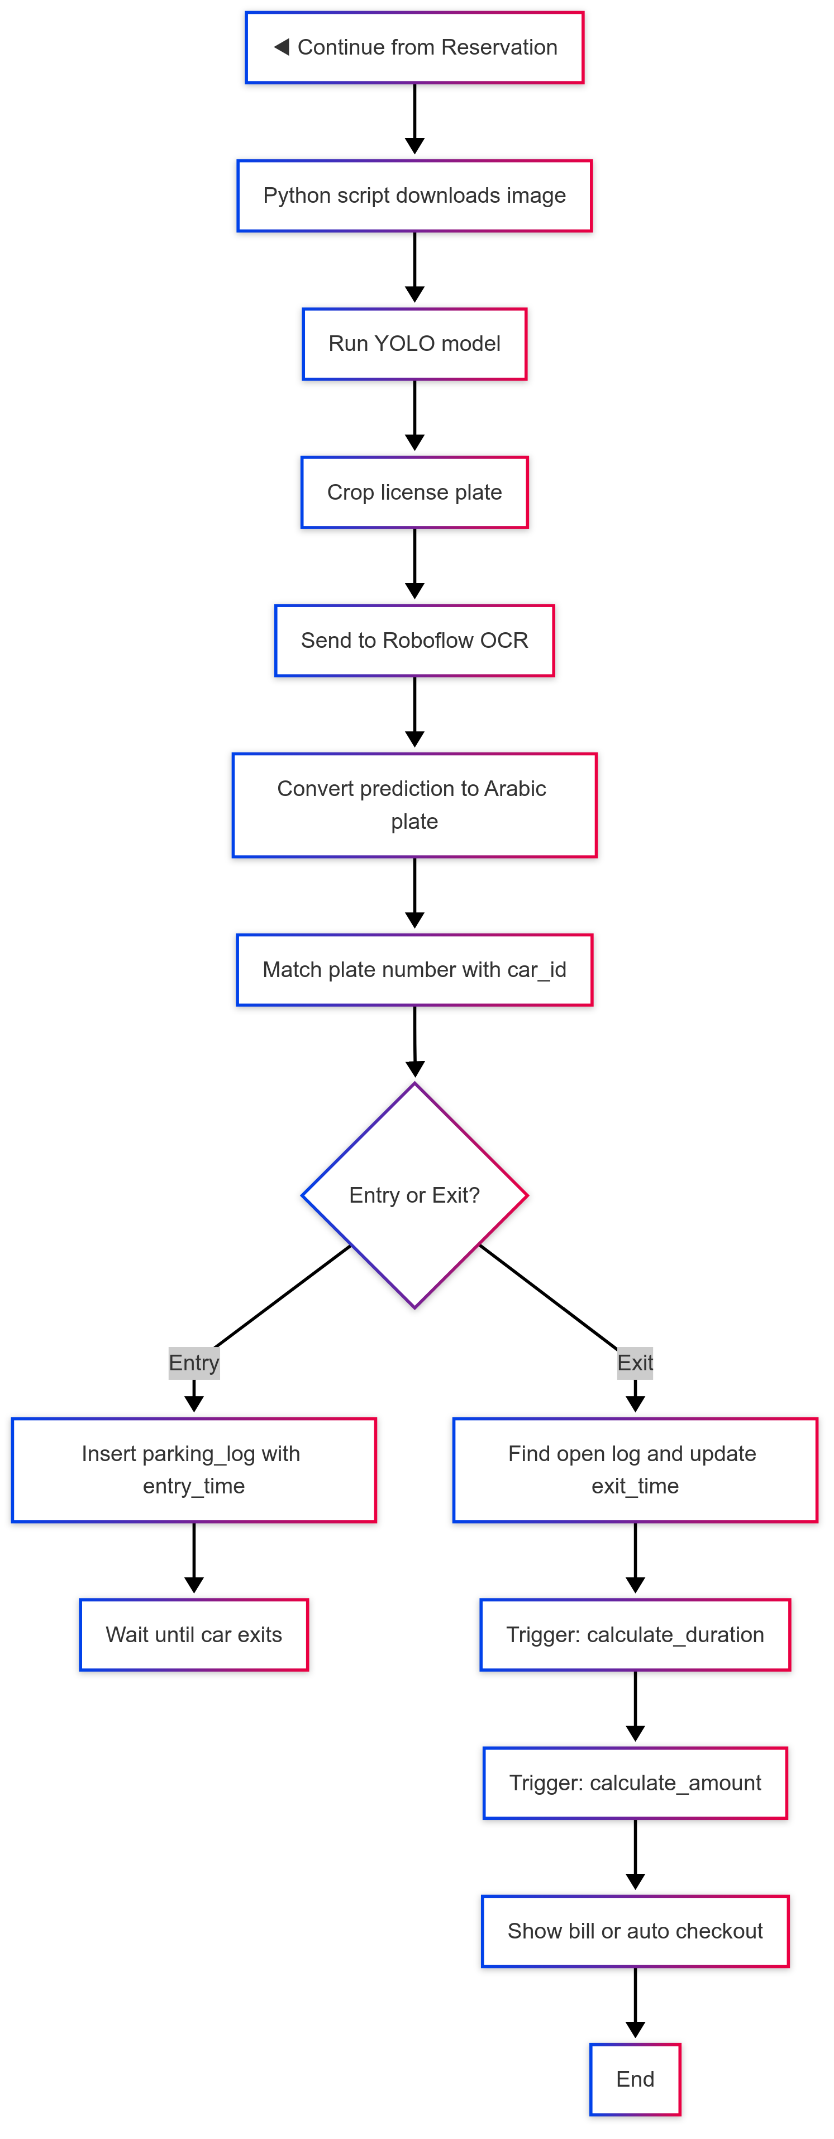 ◀ Continue from Reservation
Python script downloads image
Run YOLO model
Crop license plate
Send to Roboflow OCR
Convert prediction to Arabic
plate
Match plate number with car_id
Entry or Exit?
Entry
Exit
Insert parking_log with
entry_time
Find open log and update
exit_time
Wait until car exits
Trigger: calculate_duration
Trigger: calculate_amount
Show bill or auto checkout
End